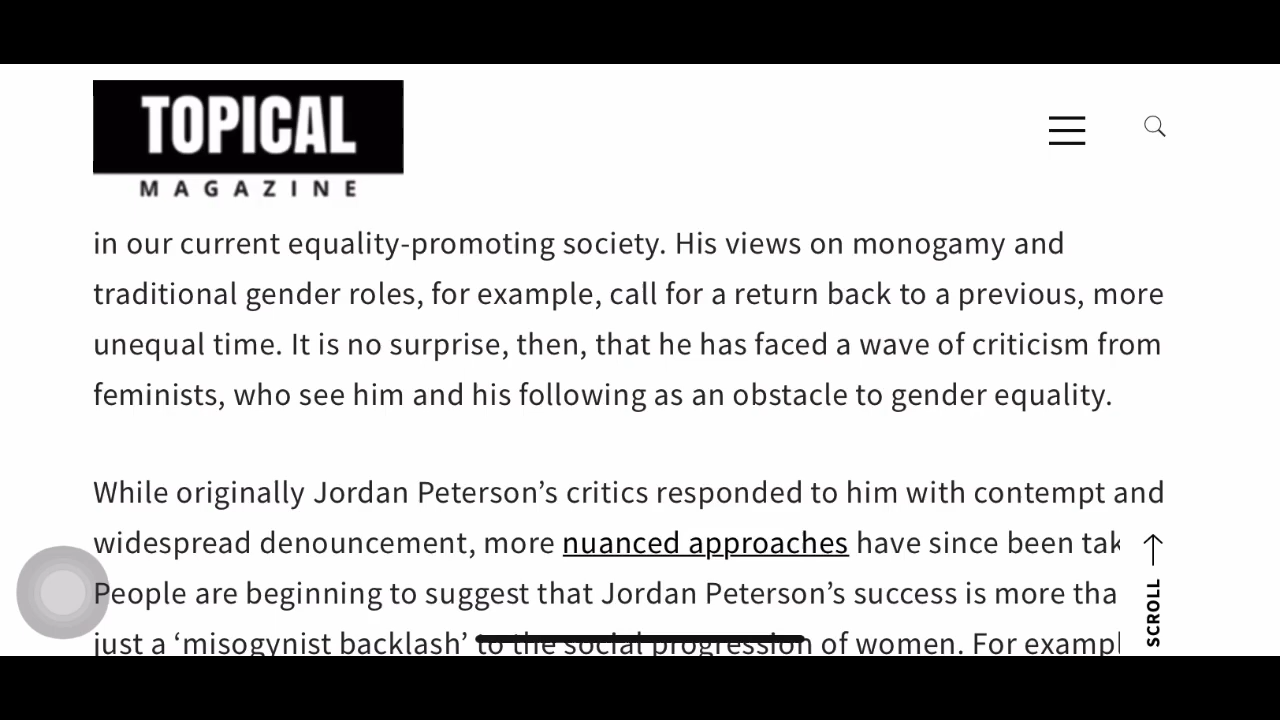 TOPICAL
MAGAZINE
in our current equality-promoting society. His views on monogamy and
traditional gender roles, for example, call for a return back to a previous, more
unequal time. It is no surprise, then, that he has faced a wave of criticism from
feminists, who see him and his following as an obstacle to gender equality.
While originally Jordan Peterson’s critics responded to him with contempt and
widespread denouncement, more nuanced approaches have since been tak
People are beginning to suggest that Jordan Peterson’s success is more tha
just a ‘misogynist backlash’ to the social progression of women. For exampl
SCROLL